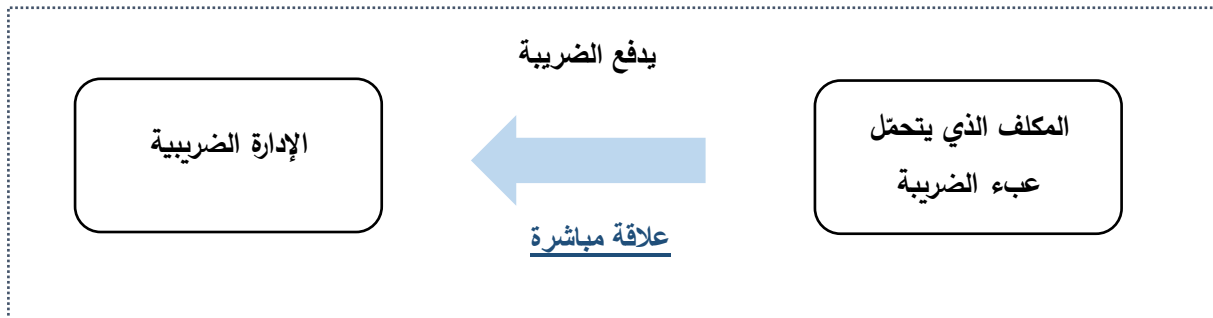 يدفع الضريبة
المكلف الذي يتحمّل
عبء الضريبة
الإدارة الضريبية
علاقة مباشرة